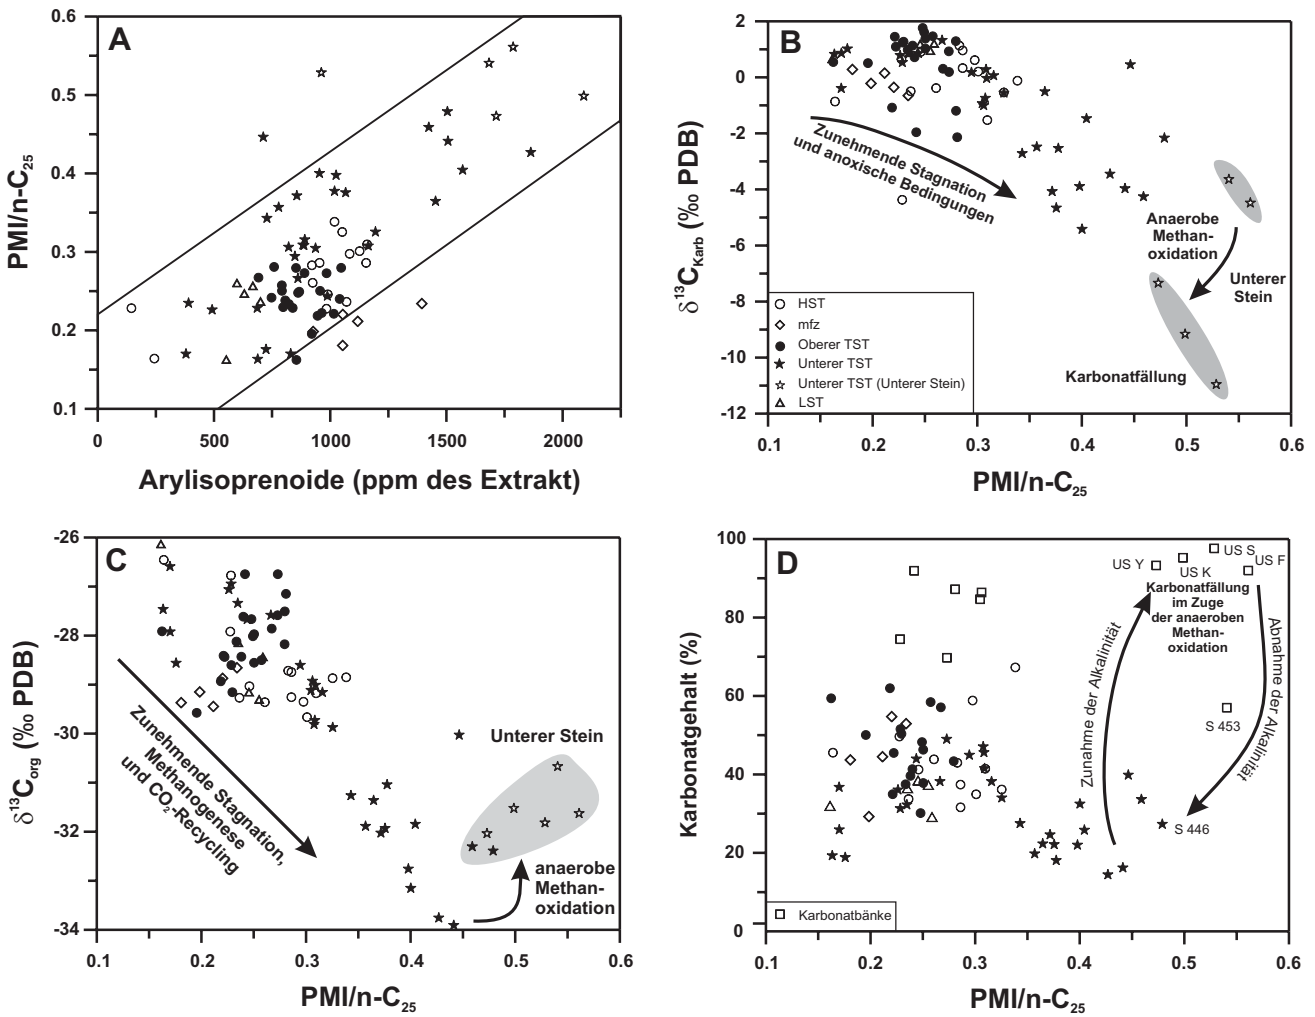 A
PMI/n-C25
0.6
0.5
0.4
0.3
0.2
0.1
0
500
1000
1500
2000
Arylisoprenoide (ppm des Extrakt)
B
δ13CKarb (‰ PDB)
2
0
-2
-4
-6
-8
-10
-12
Zunehmende Stagnation
und anoxische Bedingungen
Anaerobe
Methan-
oxidation
Unterer
Stein
Karbonatfällung
HST
mfz
Oberer TST
Unterer TST
Unterer TST (Unterer Stein)
LST
0.1
0.2
0.3
0.4
0.5
0.6
PMI/n-C25
C
δ13Corg (‰ PDB)
-26
-28
-30
-32
-34
Zunehmende Stagnation,
Methanogenese
und CO2-Recycling
Unterer Stein
anaerobe
Methan-
oxidation
0.1
0.2
0.3
0.4
0.5
0.6
PMI/n-C25
D
Karbonatgehalt (%)
100
80
60
40
20
0
US Y
US K
US S
US F
Karbonatfällung
im Zuge
der anaeroben
Methan-
oxidation
Zunahme der Alkalinität
Abnahme der Alkalinität
S 453
S 446
Karbonatbänke
0.1
0.2
0.3
0.4
0.5
0.6
PMI/n-C25